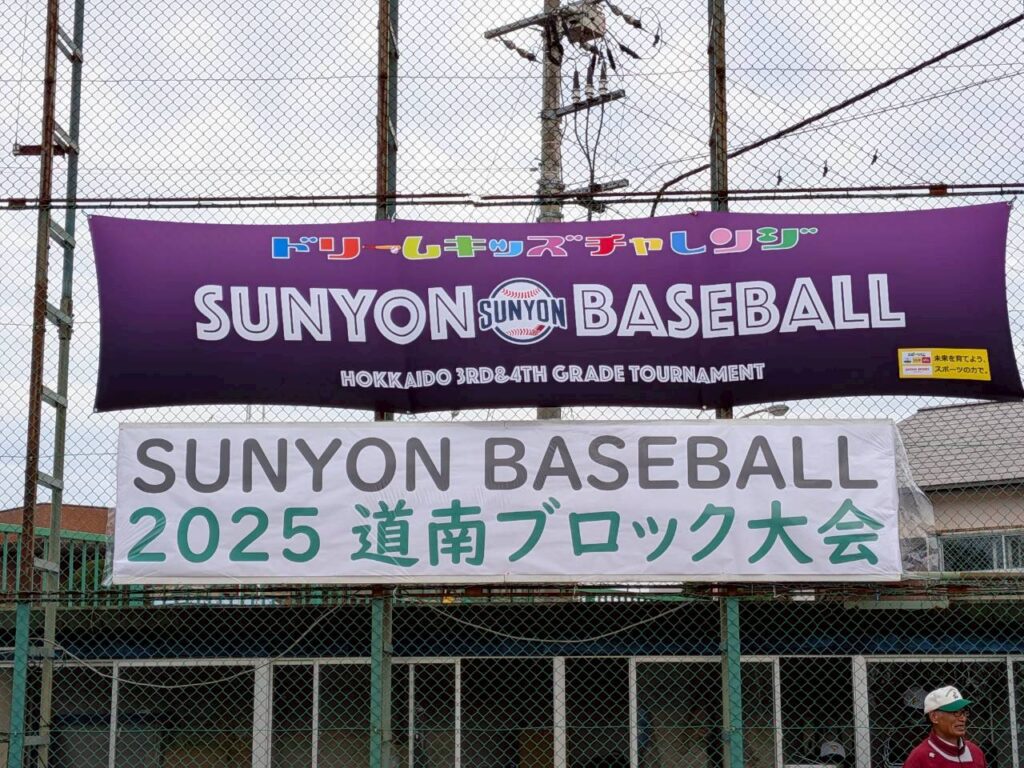 ドリームキッズチャレンジ
SUNYON SUNYON BASEBALL
HOKKAIDO 3RD&4TH GRADE TOURNAMENT
未来を育てよう、
スポーツの力で。
SUNYON BASEBALL
2025 道南ブロック大会